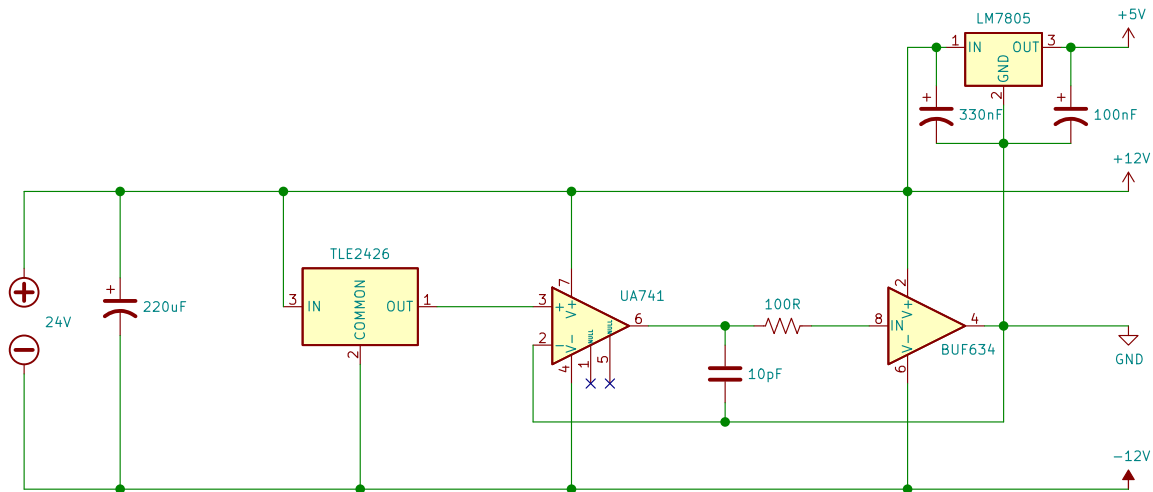 LM7805
+5V
1 IN OUT 3
GND
2
+ 330nF
+ 100nF
+12V
TLE2426
3 IN OUT 1
COMMON
2
+ 220uF
24V
UA741
7
V+
3 +
2 -
6
V-
4
NULL
1
NULL
5
100R
10pF
2
V+
8 IN 4
V-
6
BUF634
GND
-12V